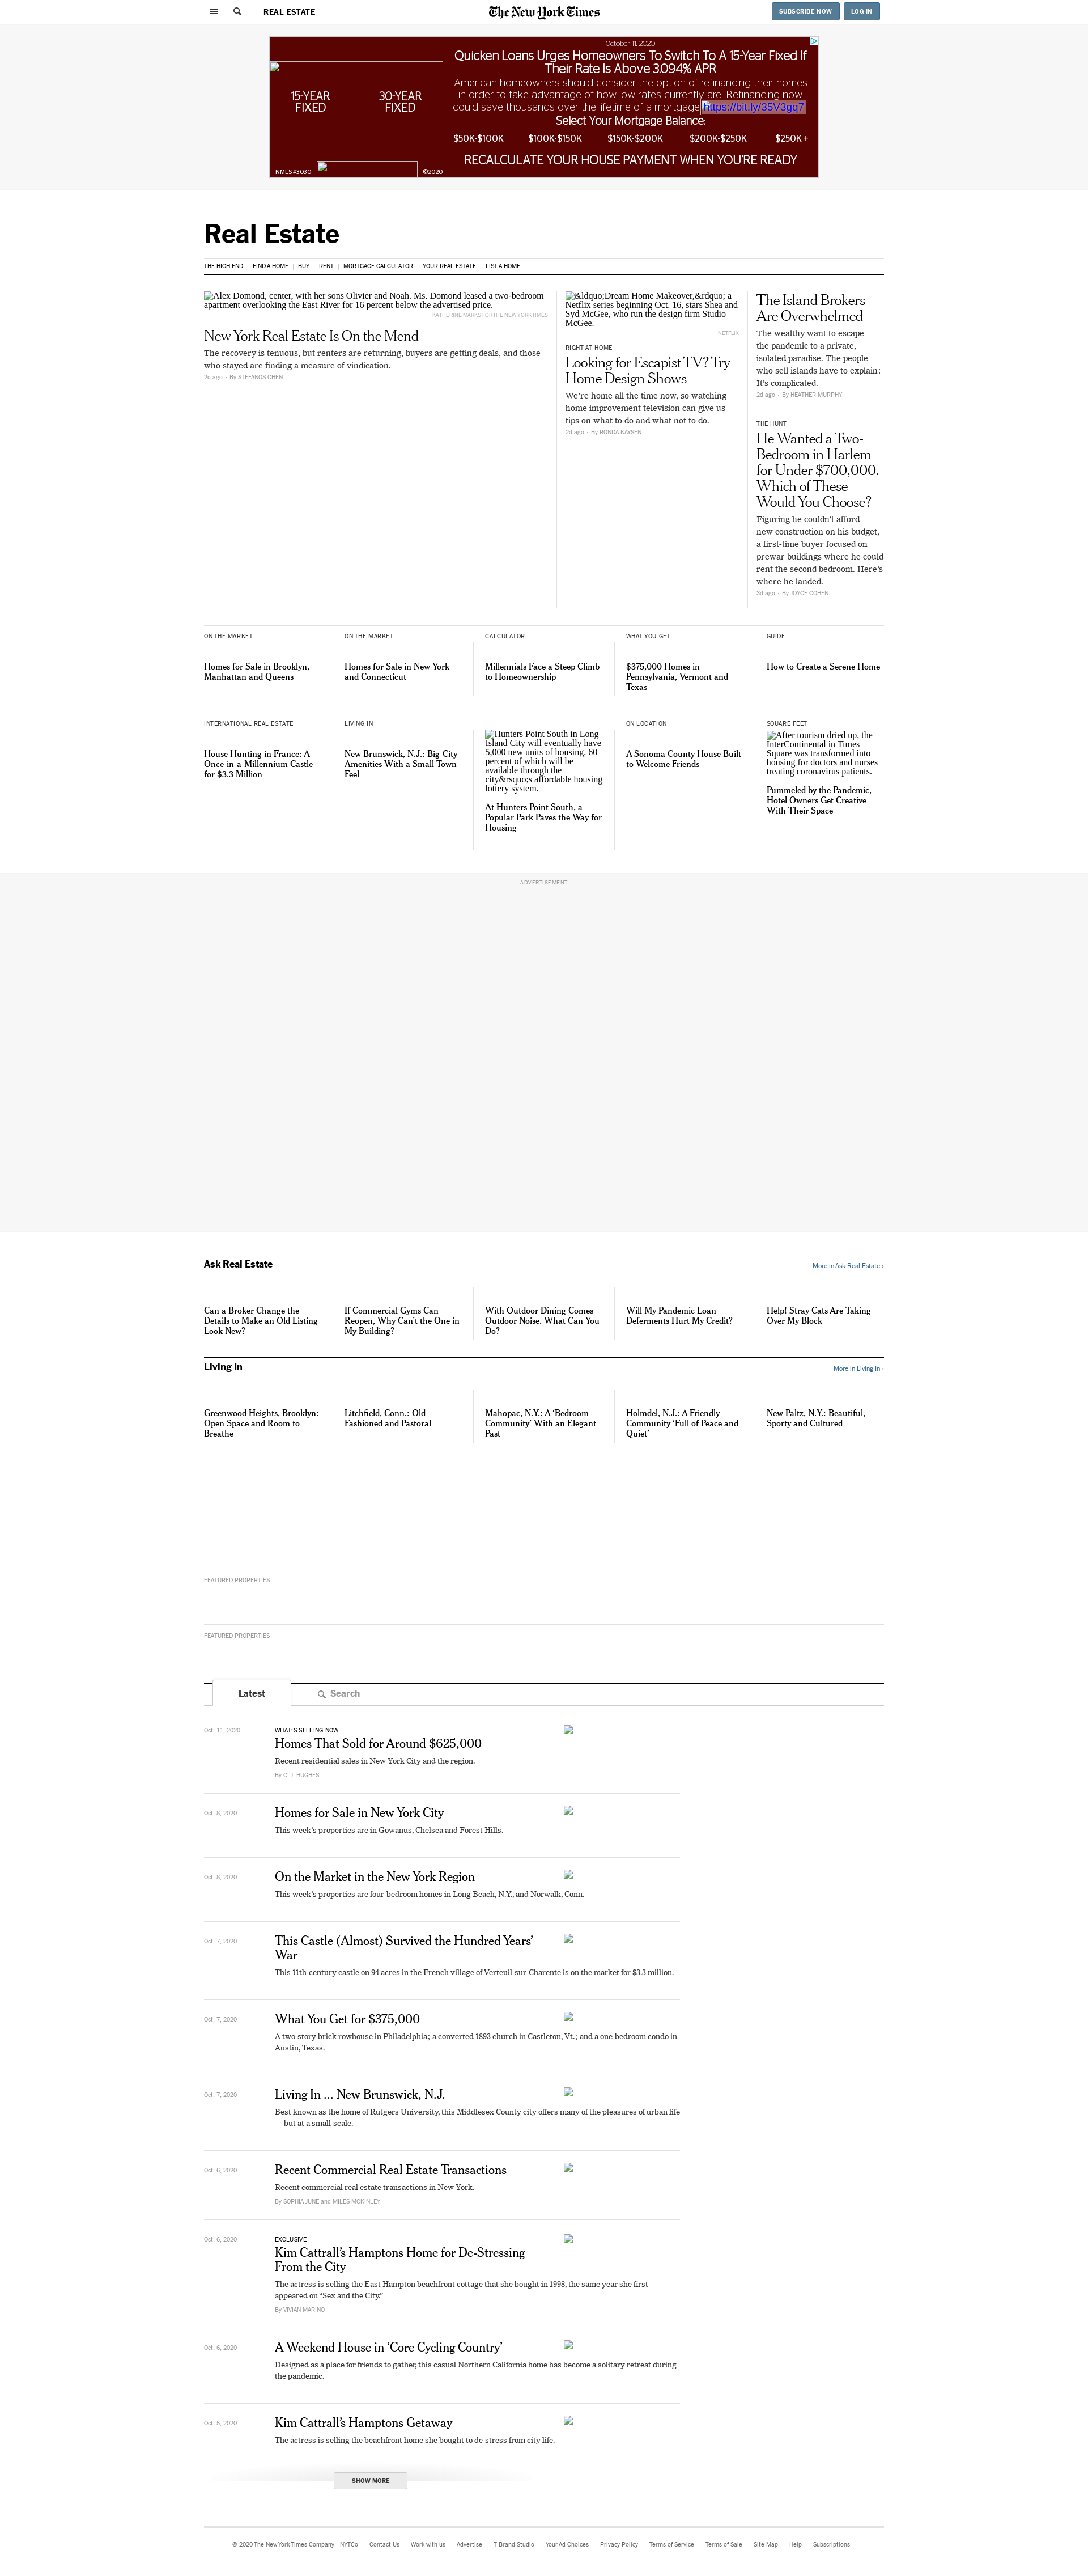 REAL ESTATE
The New York Times
SUBSCRIBE NOW
LOG IN
October 11, 2020
Quicken Loans Urges Homeowners To Switch To A 15-Year Fixed If
Their Rate Is Above 3.094% APR
American homeowners should consider the option of refinancing their homes
in order to take advantage of how low rates currently are. Refinancing now
could save thousands over the lifetime of a mortgage https://bit.ly/35V3gq7
Select Your Mortgage Balance:
15-YEAR
FIXED
30-YEAR
FIXED
$50K-$100K
$100K-$150K
$150K-$200K
$200K-$250K
$250K +
RECALCULATE YOUR HOUSE PAYMENT WHEN YOU'RE READY
NMLS #3030
©2020
Real Estate
THE HIGH END
FIND A HOME
BUY
RENT
MORTGAGE CALCULATOR
YOUR REAL ESTATE
LIST A HOME
Alex Domond, center, with her sons Olivier and Noah. Ms. Domond leased a two-bedroom
apartment overlooking the East River for 16 percent below the advertised price.
KATHERINE MARKS FOR THE NEW YORK TIMES
New York Real Estate Is On the Mend
The recovery is tenuous, but renters are returning, buyers are getting deals, and those
who stayed are finding a measure of vindication.
2d ago • By STEFANOS CHEN
&ldquo;Dream Home
Makeover,&rdquo; a
Netflix series beginning Oct. 16, stars Shea and
Syd McGee, who run the design firm Studio
McGee.
NETFLIX
RIGHT AT HOME
Looking for Escapist TV? Try
Home Design Shows
We're home all the time now, so watching
home improvement television can give us
tips on what to do and what not to do.
2d ago • By RONDA KAYSEN
The Island Brokers
Are Overwhelmed
The wealthy want to escape
the pandemic to a private,
isolated paradise. The people
who sell islands have to explain:
It's complicated.
2d ago • By HEATHER MURPHY
THE HUNT
He Wanted a Two-
Bedroom in Harlem
for Under $700,000.
Which of These
Would You Choose?
Figuring he couldn't afford
new construction on his budget,
a first-time buyer focused on
prewar buildings where he could
rent the second bedroom. Here's
where he landed.
3d ago • By JOYCE COHEN
ON THE MARKET
Homes for Sale in Brooklyn,
Manhattan and Queens
ON THE MARKET
Homes for Sale in New York
and Connecticut
CALCULATOR
Millennials Face a Steep Climb
to Homeownership
WHAT YOU GET
$375,000 Homes in
Pennsylvania, Vermont and
Texas
GUIDE
How to Create a Serene Home
INTERNATIONAL REAL ESTATE
House Hunting in France: A
Once-in-a-Millennium Castle
for $3.3 Million
LIVING IN
New Brunswick, N.J.: Big-City
Amenities With a Small-Town
Feel
Hunters Point South in Long
Island City will eventually have
5,000 new units of housing, 60
percent of which will be
available through the
city&rsquo;s affordable housing
lottery system.
At Hunters Point South, a
Popular Park Paves the Way for
Housing
ON LOCATION
A Sonoma County House Built
to Welcome Friends
SQUARE FEET
After tourism dried up, the
InterContinental in Times
Square was transformed into
housing for doctors and nurses
treating coronavirus patients.
Pummeled by the Pandemic,
Hotel Owners Get Creative
With Their Space
ADVERTISEMENT
Ask Real Estate
More in Ask Real Estate ›
Can a Broker Change the
Details to Make an Old Listing
Look New?
If Commercial Gyms Can
Reopen, Why Can't the One in
My Building?
With Outdoor Dining Comes
Outdoor Noise. What Can You
Do?
Will My Pandemic Loan
Deferments Hurt My Credit?
Help! Stray Cats Are Taking
Over My Block
Living In
More in Living In ›
Greenwood Heights, Brooklyn:
Open Space and Room to
Breathe
Litchfield, Conn.: Old-
Fashioned and Pastoral
Mahopac, N.Y.: A ‘Bedroom
Community’ With an Elegant
Past
Holmdel, N.J.: A Friendly
Community ‘Full of Peace and
Quiet’
New Paltz, N.Y.: Beautiful,
Sporty and Cultured
FEATURED PROPERTIES
FEATURED PROPERTIES
Latest
Search
Oct. 11, 2020
WHAT'S SELLING NOW
Homes That Sold for Around $625,000
Recent residential sales in New York City and the region.
By C. J. HUGHES
Oct. 8, 2020
Homes for Sale in New York City
This week's properties are in Gowanus, Chelsea and Forest Hills.
Oct. 8, 2020
On the Market in the New York Region
This week's properties are four-bedroom homes in Long Beach, N.Y., and Norwalk, Conn.
Oct. 7, 2020
This Castle (Almost) Survived the Hundred Years’
War
This 11th-century castle on 94 acres in the French village of Verteuil-sur-Charente is on the market for $3.3 million.
Oct. 7, 2020
What You Get for $375,000
A two-story brick rowhouse in Philadelphia; a converted 1893 church in Castleton, Vt.; and a one-bedroom condo in
Austin, Texas.
Oct. 7, 2020
Living In ... New Brunswick, N.J.
Best known as the home of Rutgers University, this Middlesex County city offers many of the pleasures of urban life
— but at a small-scale.
Oct. 6, 2020
Recent Commercial Real Estate Transactions
Recent commercial real estate transactions in New York.
By SOPHIA JUNE and MILES MCKINLEY
Oct. 6, 2020
EXCLUSIVE
Kim Cattrall’s Hamptons Home for De-Stressing
From the City
The actress is selling the East Hampton beachfront cottage that she bought in 1998, the same year she first
appeared on “Sex and the City.”
By VIVIAN MARINO
Oct. 6, 2020
A Weekend House in ‘Core Cycling Country’
Designed as a place for friends to gather, this casual Northern California home has become a solitary retreat during
the pandemic.
Oct. 5, 2020
Kim Cattrall’s Hamptons Getaway
The actress is selling the beachfront home she bought to de-stress from city life.
SHOW MORE
© 2020 The New York Times Company
NYTCo
Contact Us
Work with us
Advertise
T Brand Studio
Your Ad Choices
Privacy Policy
Terms of Service
Terms of Sale
Site Map
Help
Subscriptions